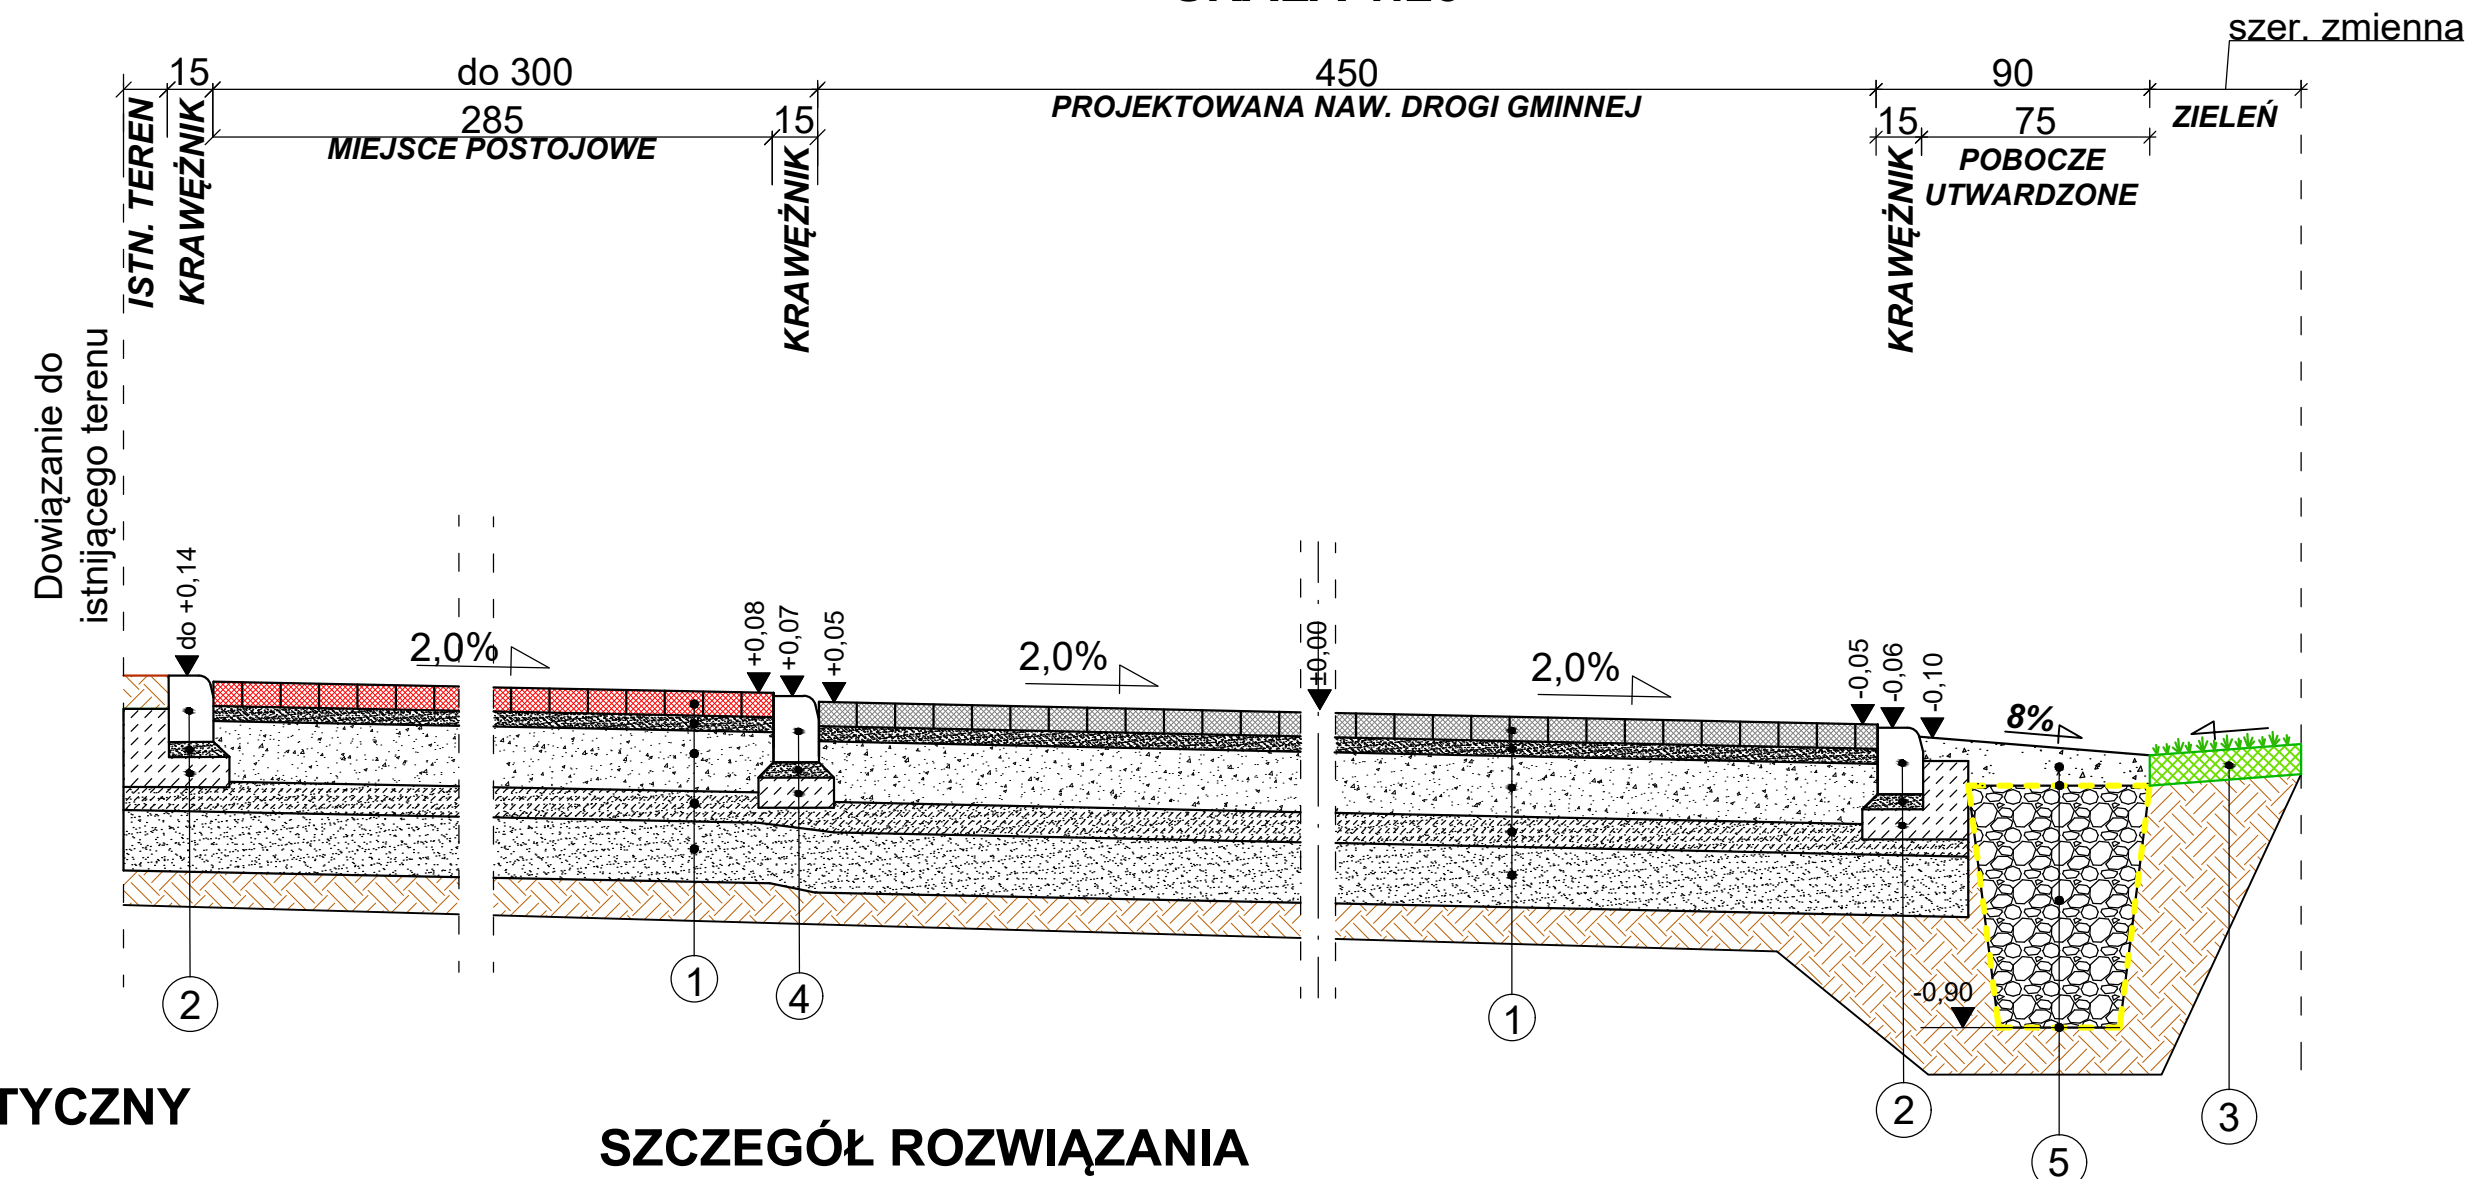 szer. zmienna
15
do 300
450
90
285
15
15
75
ISTN. TEREN
KRAWĘŻNIK
MIEJSCE POSTOJOWE
KRAWĘŻNIK
PROJEKTOWANA NAW. DROGI GMINNEJ
KRAWĘŻNIK
POBOCZE
UTWARDZONE
ZIELEŃ
Dowiązanie do
istnijącego terenu
do +0,14
2,0%
+0,08
+0,07
+0,05
2,0%
±0,00
2,0%
-0,05
-0,06
-0,10
8%
-0,90
2
1
4
1
2
5
3
TYCZNY
SZCZEGÓŁ ROZWIĄZANIA